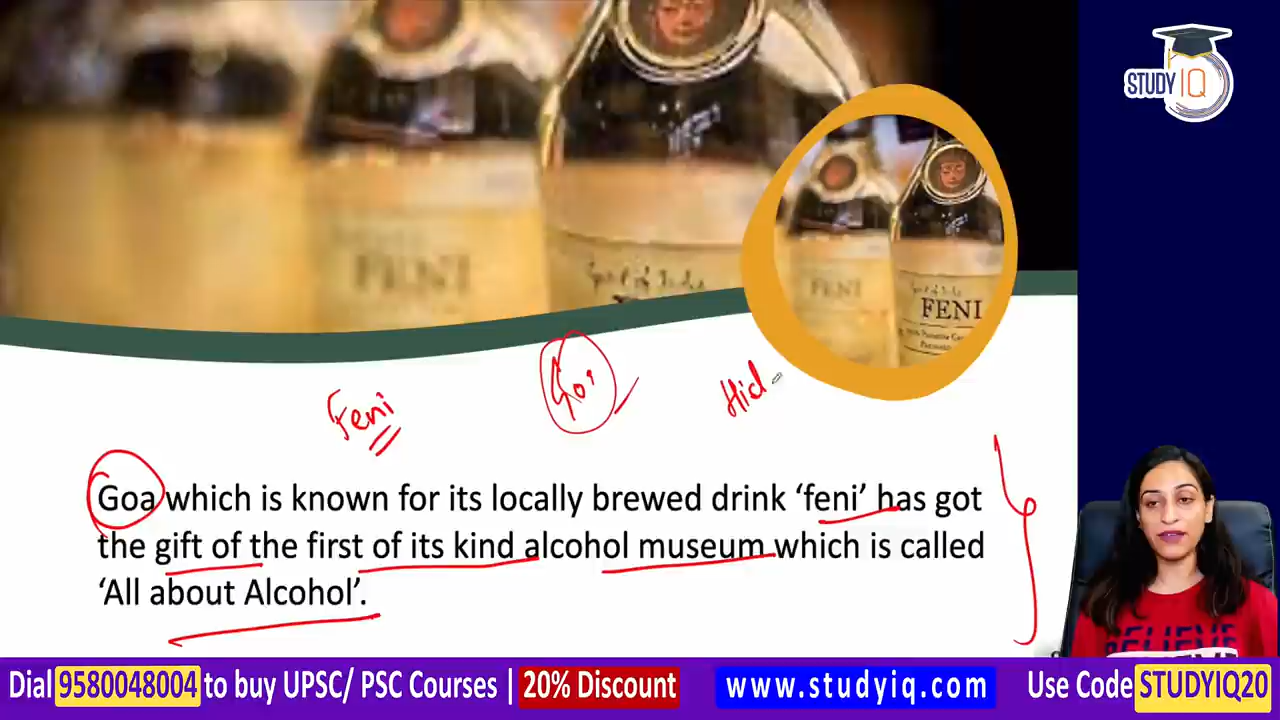 STUDY IQ
FENI
FENI
FENI
Feni
Goa
Hid
Goa which is known for its locally brewed drink ‘feni’ has got
the gift of the first of its kind alcohol museum which is called
‘All about Alcohol’.
BELIEVE
Dial 9580048004 to buy UPSC/ PSC Courses | 20% Discount www.studyiq.com Use Code STUDYIQ20